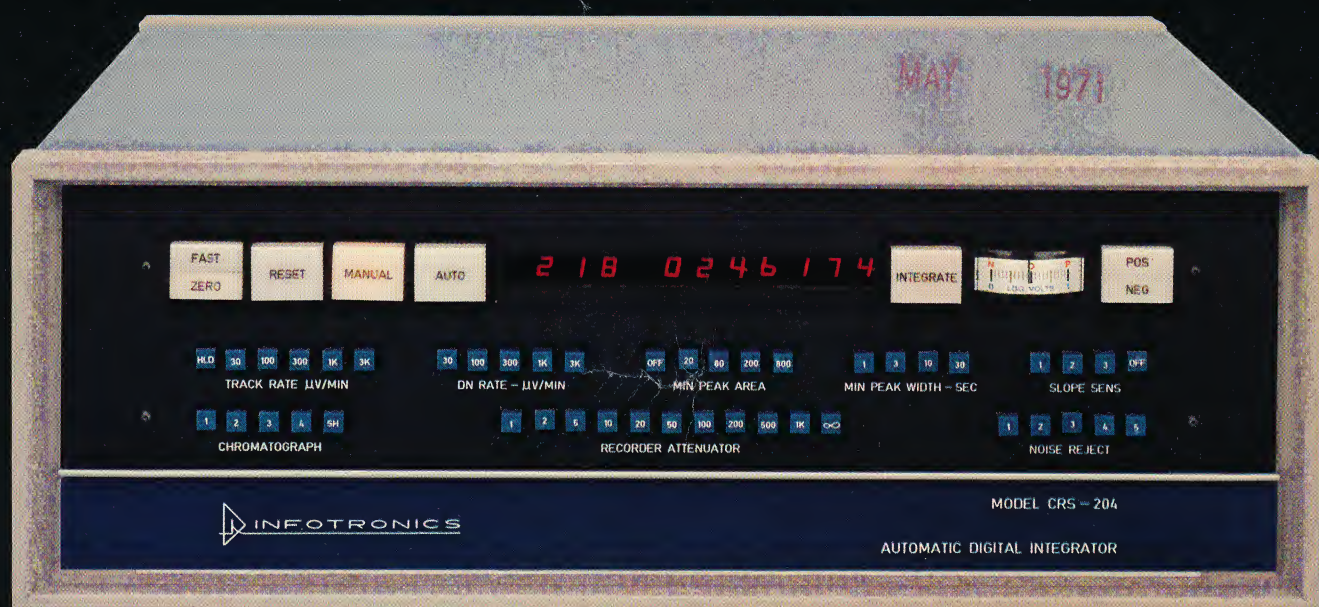 MAY 1971
FAST
ZERO
RESET
MANUAL
AUTO
218 0246174
INTEGRATE
N O P
0 LOG VOLTS 1
POS
NEG
HLD 30 100 300 1K 3K
TRACK RATE µV/MIN
30 100 300 1K 3K
DN RATE – µV/MIN
OFF 20 80 200 800
MIN PEAK AREA
1 3 10 30
MIN PEAK WIDTH – SEC
1 2 3 OFF
SLOPE SENS
1 2 3 4 SH
CHROMATOGRAPH
1 2 5 10 20 50 100 200 500 1K ∞
RECORDER ATTENUATOR
1 2 3 4 5
NOISE REJECT
INFOTRONICS
MODEL CRS – 204
AUTOMATIC DIGITAL INTEGRATOR